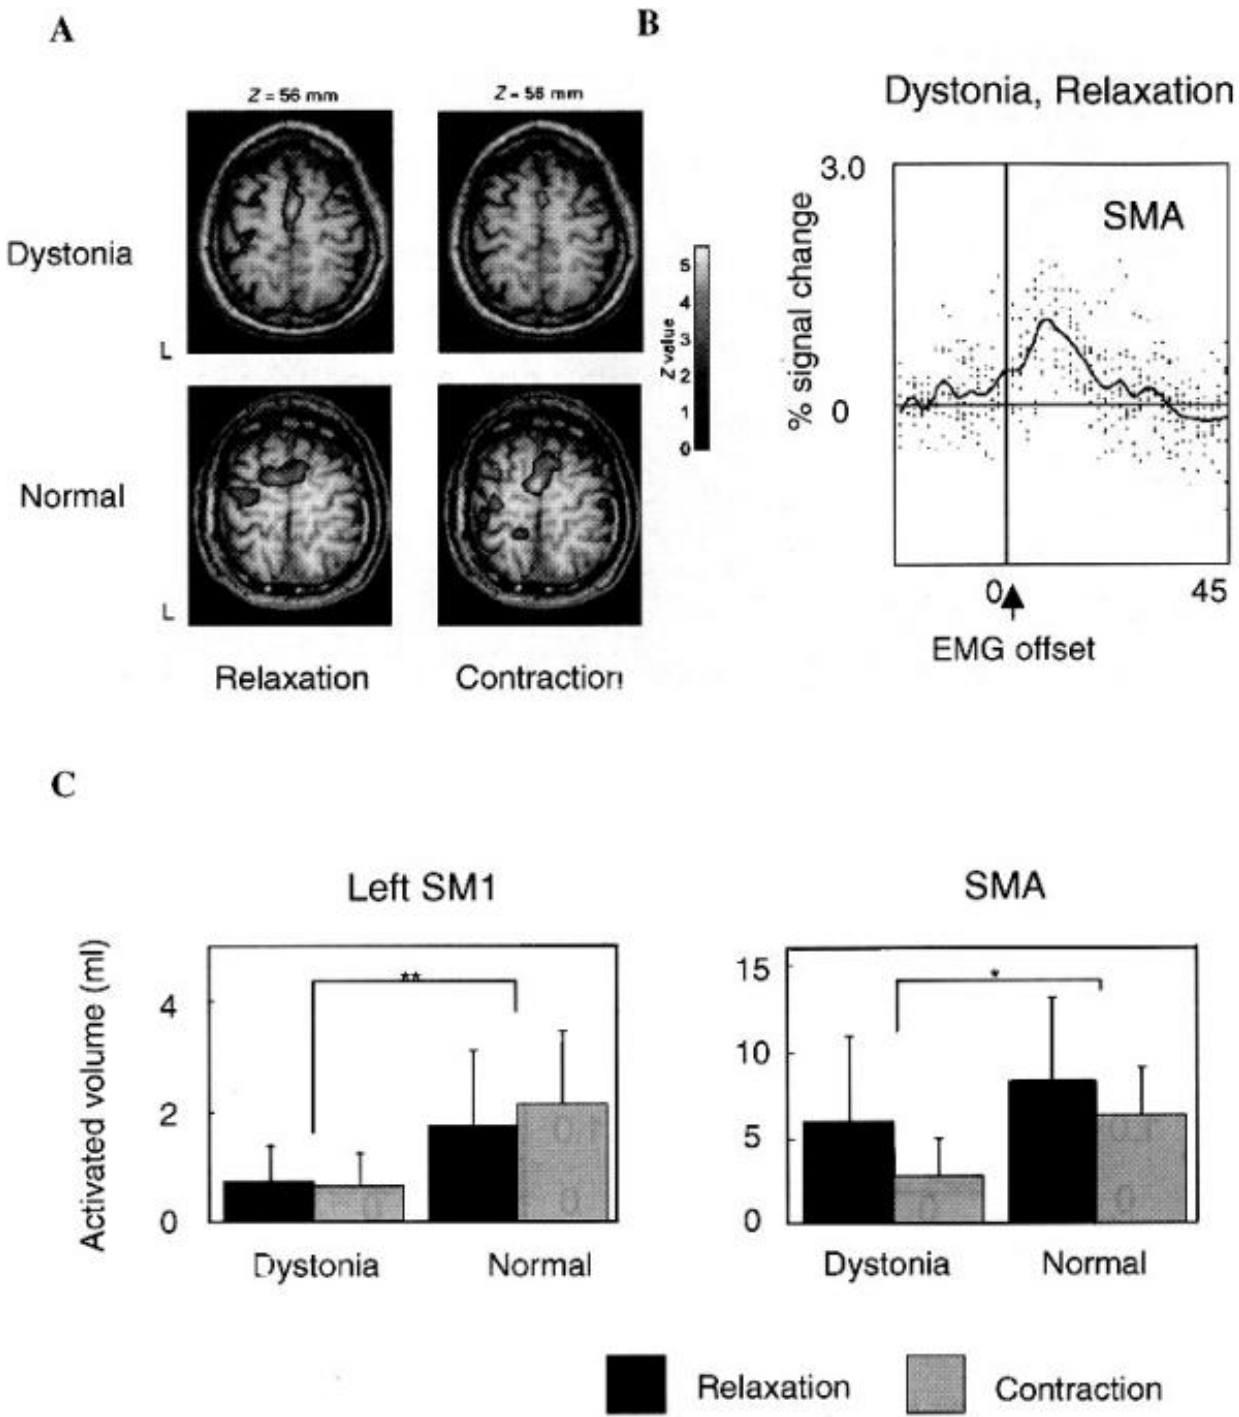 A
B
Z = 56 mm
Z - 56 mm
Dystonia, Relaxation
Dystonia
L
5
4
3
2
1
0
Z value
3.0
0
% signal change
SMA
0
45
EMG offset
Normal
L
Relaxation
Contraction
C
Left SM1
SMA
Activated volume (ml)
4
2
0
**
Dystonia
Normal
15
10
5
0
*
Dystonia
Normal
Relaxation
Contraction